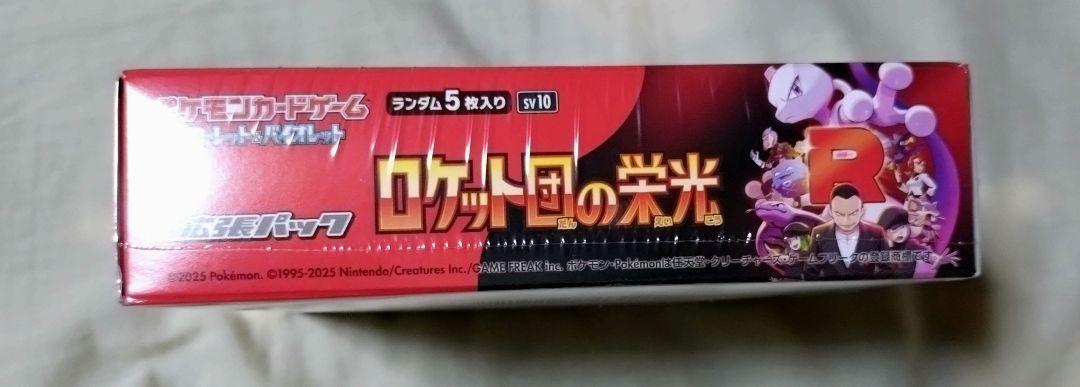 ポケモンカードゲーム
スカーレット&バイオレット
拡張パック
ランダム5枚入り
sv10
ロケット団の栄光
だん えい こう
R
©2025 Pokémon. ©1995-2025 Nintendo/Creatures Inc./GAME FREAK inc. ポケモン・Pokémonは任天堂・クリーチャーズ・ゲームフリークの登録商標です